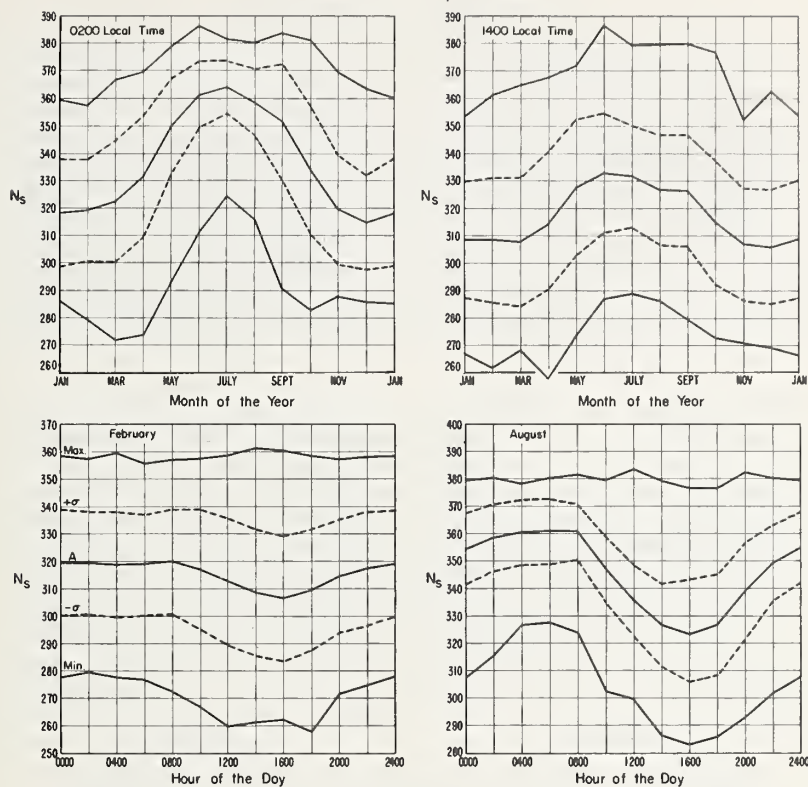 0200 Local Time
390
380
370
360
350
340
330
320
310
300
290
280
270
260
Ns
JAN MAR MAY JULY SEPT NOV JAN
Month of the Year
1400 Local Time
390
380
370
360
350
340
330
320
310
300
290
280
270
260
Ns
JAN MAR MAY JULY SEPT NOV JAN
Month of the Year
February
370
360
350
340
330
320
310
300
290
280
270
260
250
Ns
Max.
+σ
A
-σ
Min
0000 0400 0800 1200 1600 2000 2400
Hour of the Day
August
400
390
380
370
360
350
340
330
320
310
300
290
280
Ns
0000 0400 0800 1200 1600 2000 2400
Hour of the Day